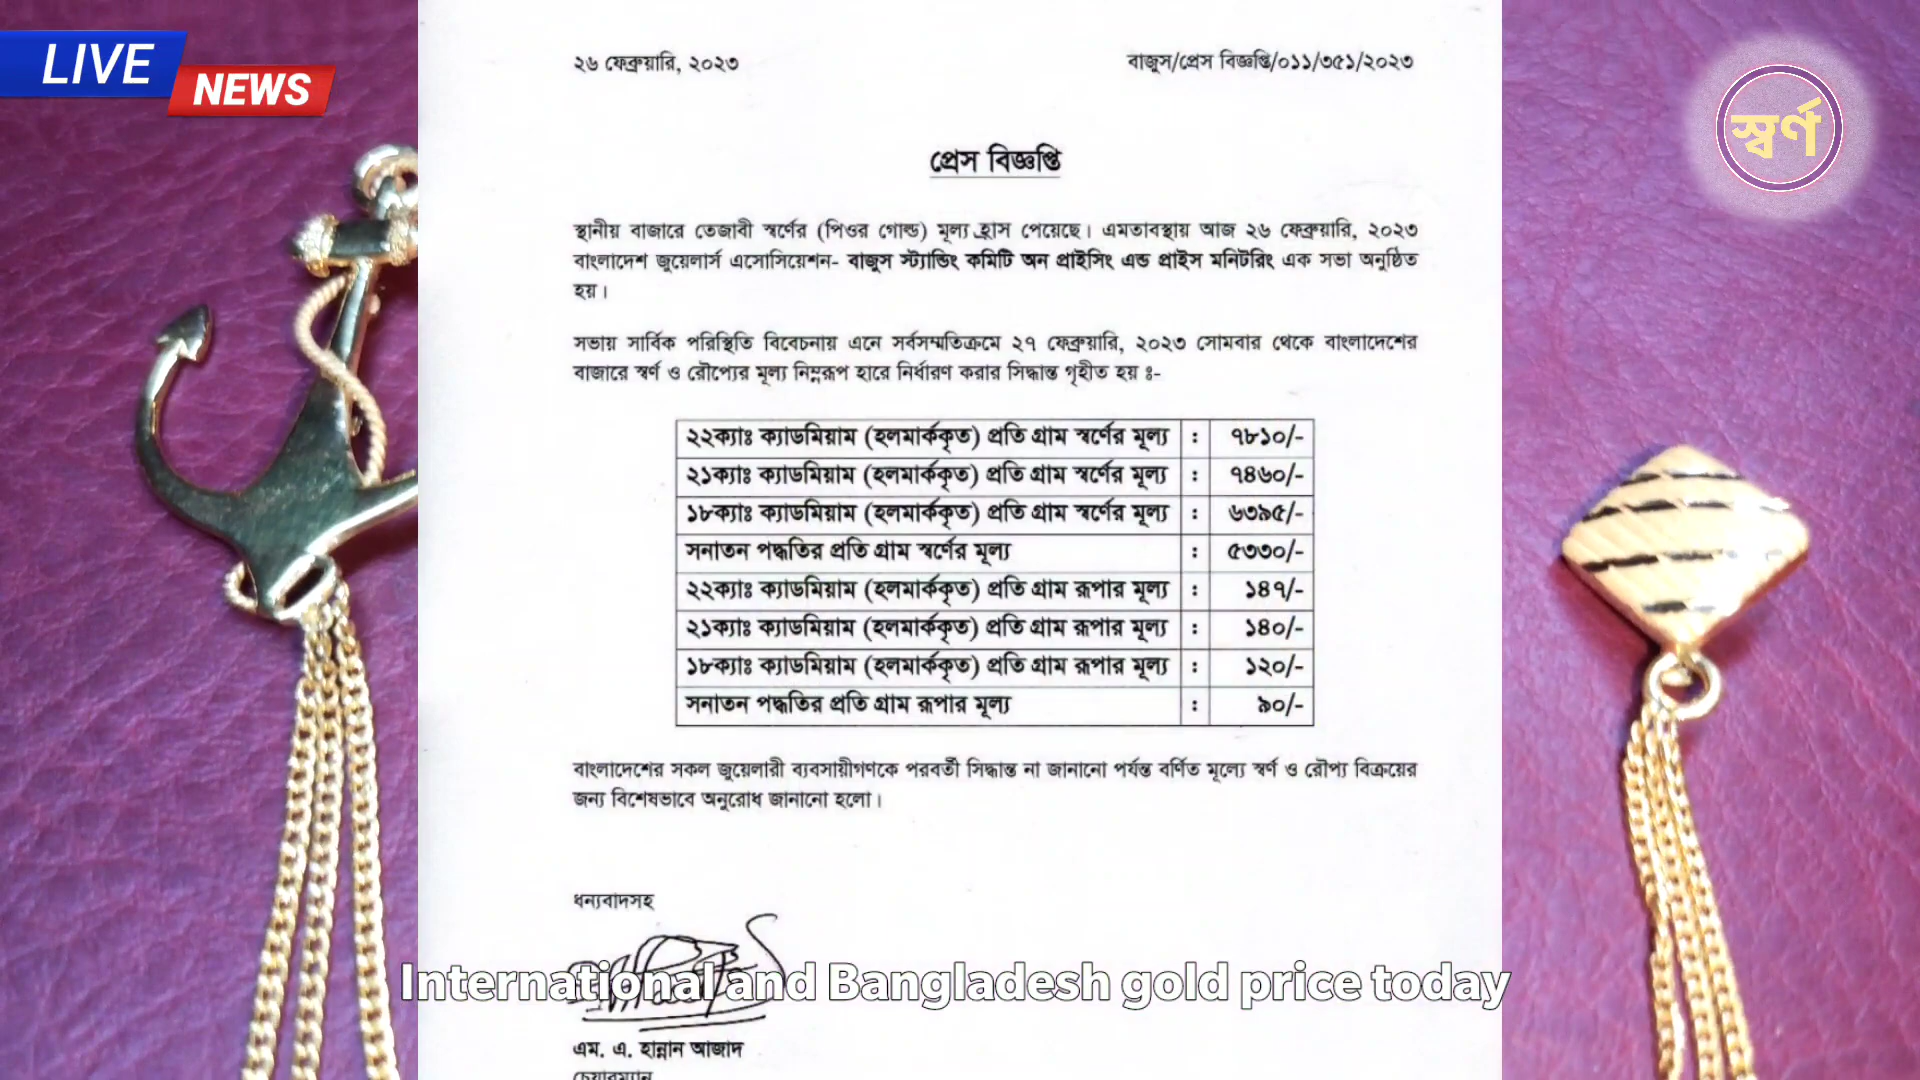 LIVE
NEWS
স্বর্ণ
২৬ ফেব্রুয়ারি, ২০২৩
বাজুস/প্রেস বিজ্ঞপ্তি/০১১/৩৫১/২০২৩
প্রেস বিজ্ঞপ্তি
স্থানীয় বাজারে তেজাবী স্বর্ণের (পিওর গোল্ড) মূল্য হ্রাস পেয়েছে। এমতাবস্থায় আজ ২৬ ফেব্রুয়ারি, ২০২৩
বাংলাদেশ জুয়েলার্স এসোসিয়েশন- বাজুস স্ট্যান্ডিং কমিটি অন প্রাইসিং এন্ড প্রাইস মনিটরিং এক সভা অনুষ্ঠিত
হয়।
সভায় সার্বিক পরিস্থিতি বিবেচনায় এনে সর্বসম্মতিক্রমে ২৭ ফেব্রুয়ারি, ২০২৩ সোমবার থেকে বাংলাদেশের
বাজারে স্বর্ণ ও রৌপ্যের মূল্য নিম্নরূপ হারে নির্ধারণ করার সিদ্ধান্ত গৃহীত হয় ঃ-
২২ক্যাঃ ক্যাডমিয়াম (হলমার্ককৃত) প্রতি গ্রাম স্বর্ণের মূল্য : ৭৮১০/-
২১ক্যাঃ ক্যাডমিয়াম (হলমার্ককৃত) প্রতি গ্রাম স্বর্ণের মূল্য : ৭৪৬০/-
১৮ক্যাঃ ক্যাডমিয়াম (হলমার্ককৃত) প্রতি গ্রাম স্বর্ণের মূল্য : ৬৩৯৫/-
সনাতন পদ্ধতির প্রতি গ্রাম স্বর্ণের মূল্য : ৫৩৩০/-
২২ক্যাঃ ক্যাডমিয়াম (হলমার্ককৃত) প্রতি গ্রাম রূপার মূল্য : ১৪৭/-
২১ক্যাঃ ক্যাডমিয়াম (হলমার্ককৃত) প্রতি গ্রাম রূপার মূল্য : ১৪০/-
১৮ক্যাঃ ক্যাডমিয়াম (হলমার্ককৃত) প্রতি গ্রাম রূপার মূল্য : ১২০/-
সনাতন পদ্ধতির প্রতি গ্রাম রূপার মূল্য : ৯০/-
বাংলাদেশের সকল জুয়েলারী ব্যবসায়ীগণকে পরবর্তী সিদ্ধান্ত না জানানো পর্যন্ত বর্ণিত মূল্যে স্বর্ণ ও রৌপ্য বিক্রয়ের
জন্য বিশেষভাবে অনুরোধ জানানো হলো।
ধন্যবাদসহ
International and Bangladesh gold price today
এম. এ. হান্নান আজাদ
চেয়ারম্যান